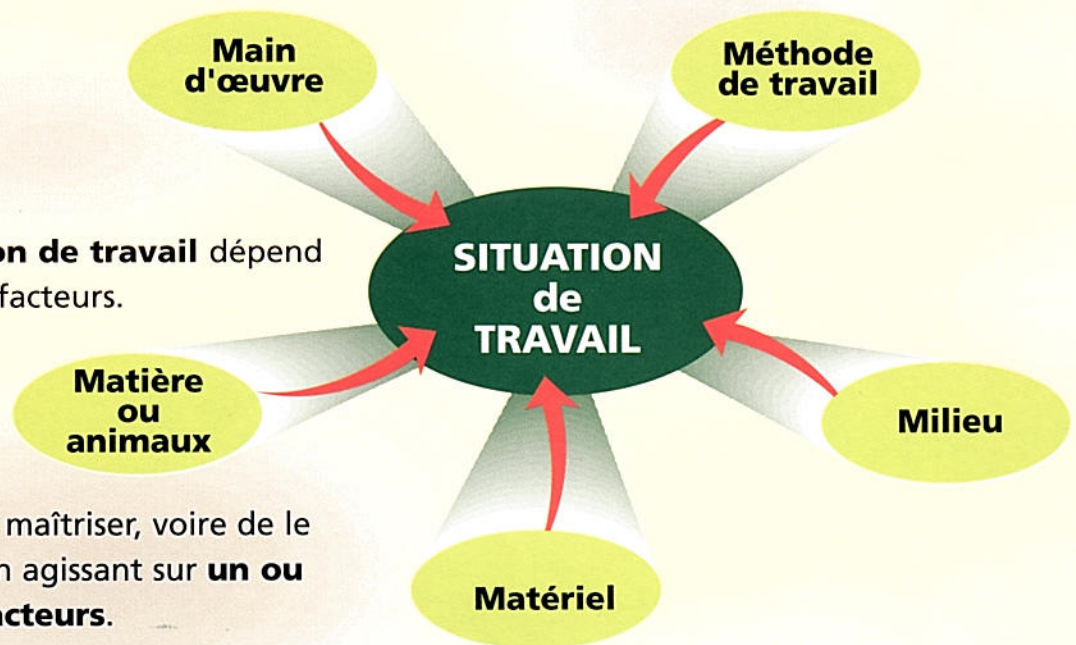 Main
d'œuvre
Méthode
de travail
on de travail dépend
facteurs.
SITUATION
de
TRAVAIL
Matière
ou
animaux
Milieu
maîtriser, voire de le
n agissant sur un ou
acteurs.
Matériel